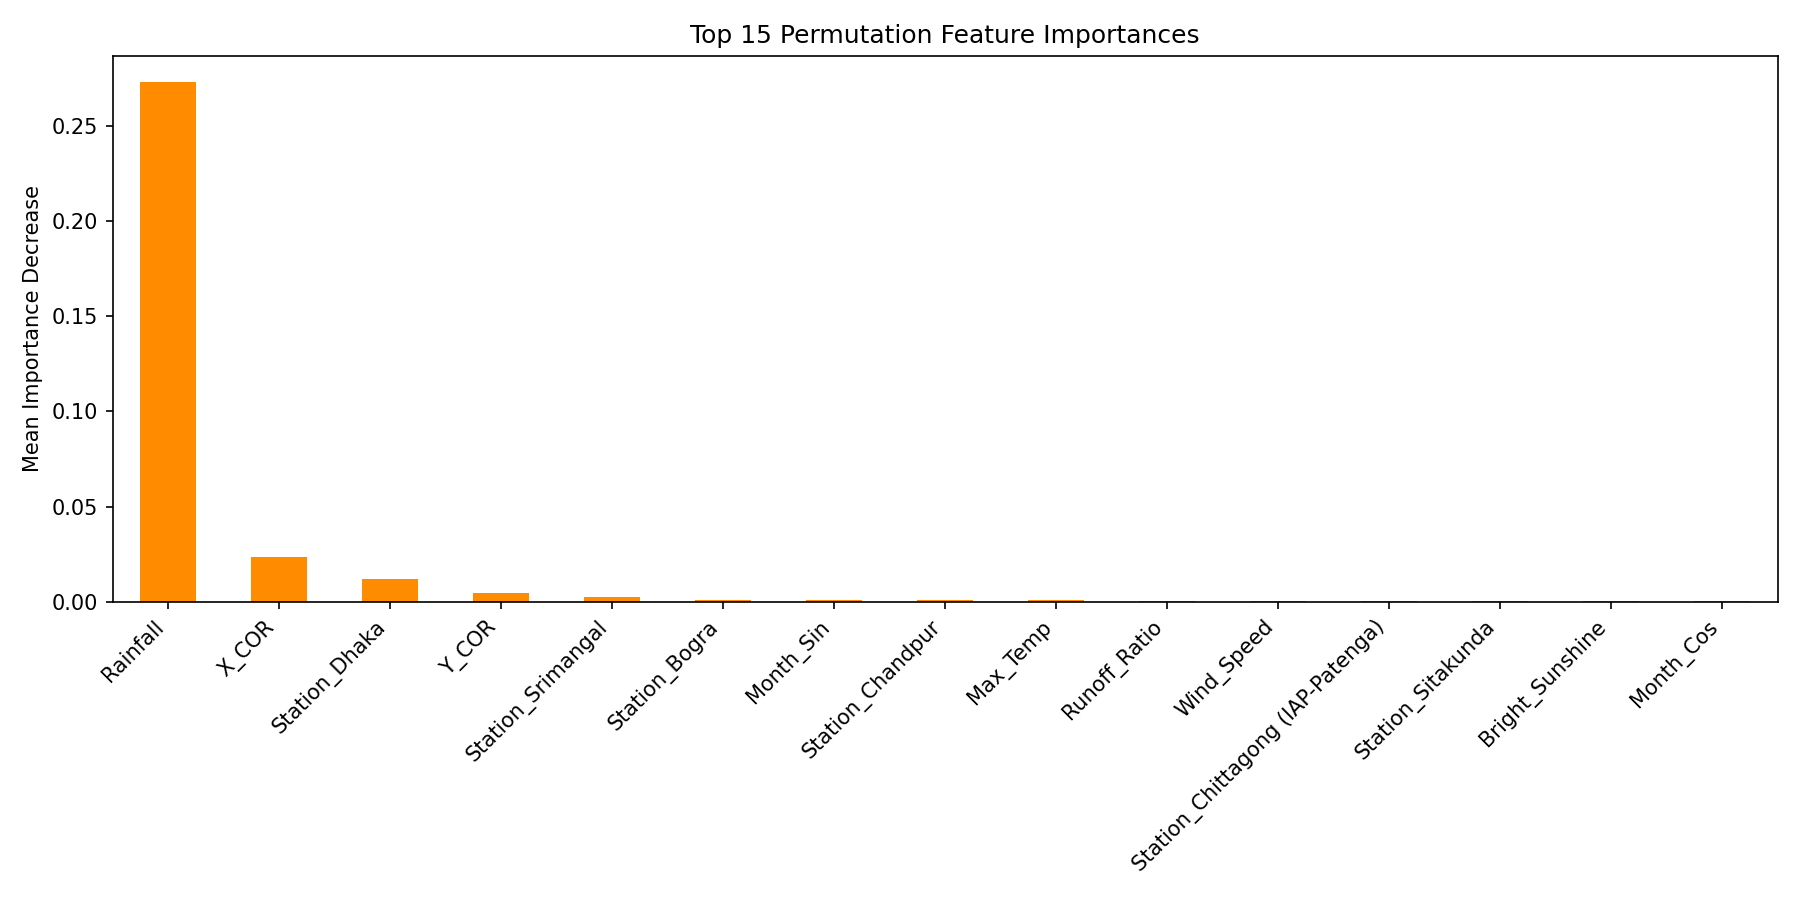 Top 15 Permutation Feature Importances
Mean Importance Decrease
0.25
0.20
0.15
0.10
0.05
0.00
Rainfall
X_COR
Station_Dhaka
Y_COR
Station_Srimangal
Station_Bogra
Month_Sin
Station_Chandpur
Max_Temp
Runoff_Ratio
Wind_Speed
Station_Chittagong (IAP-Patenga)
Station_Sitakunda
Bright_Sunshine
Month_Cos